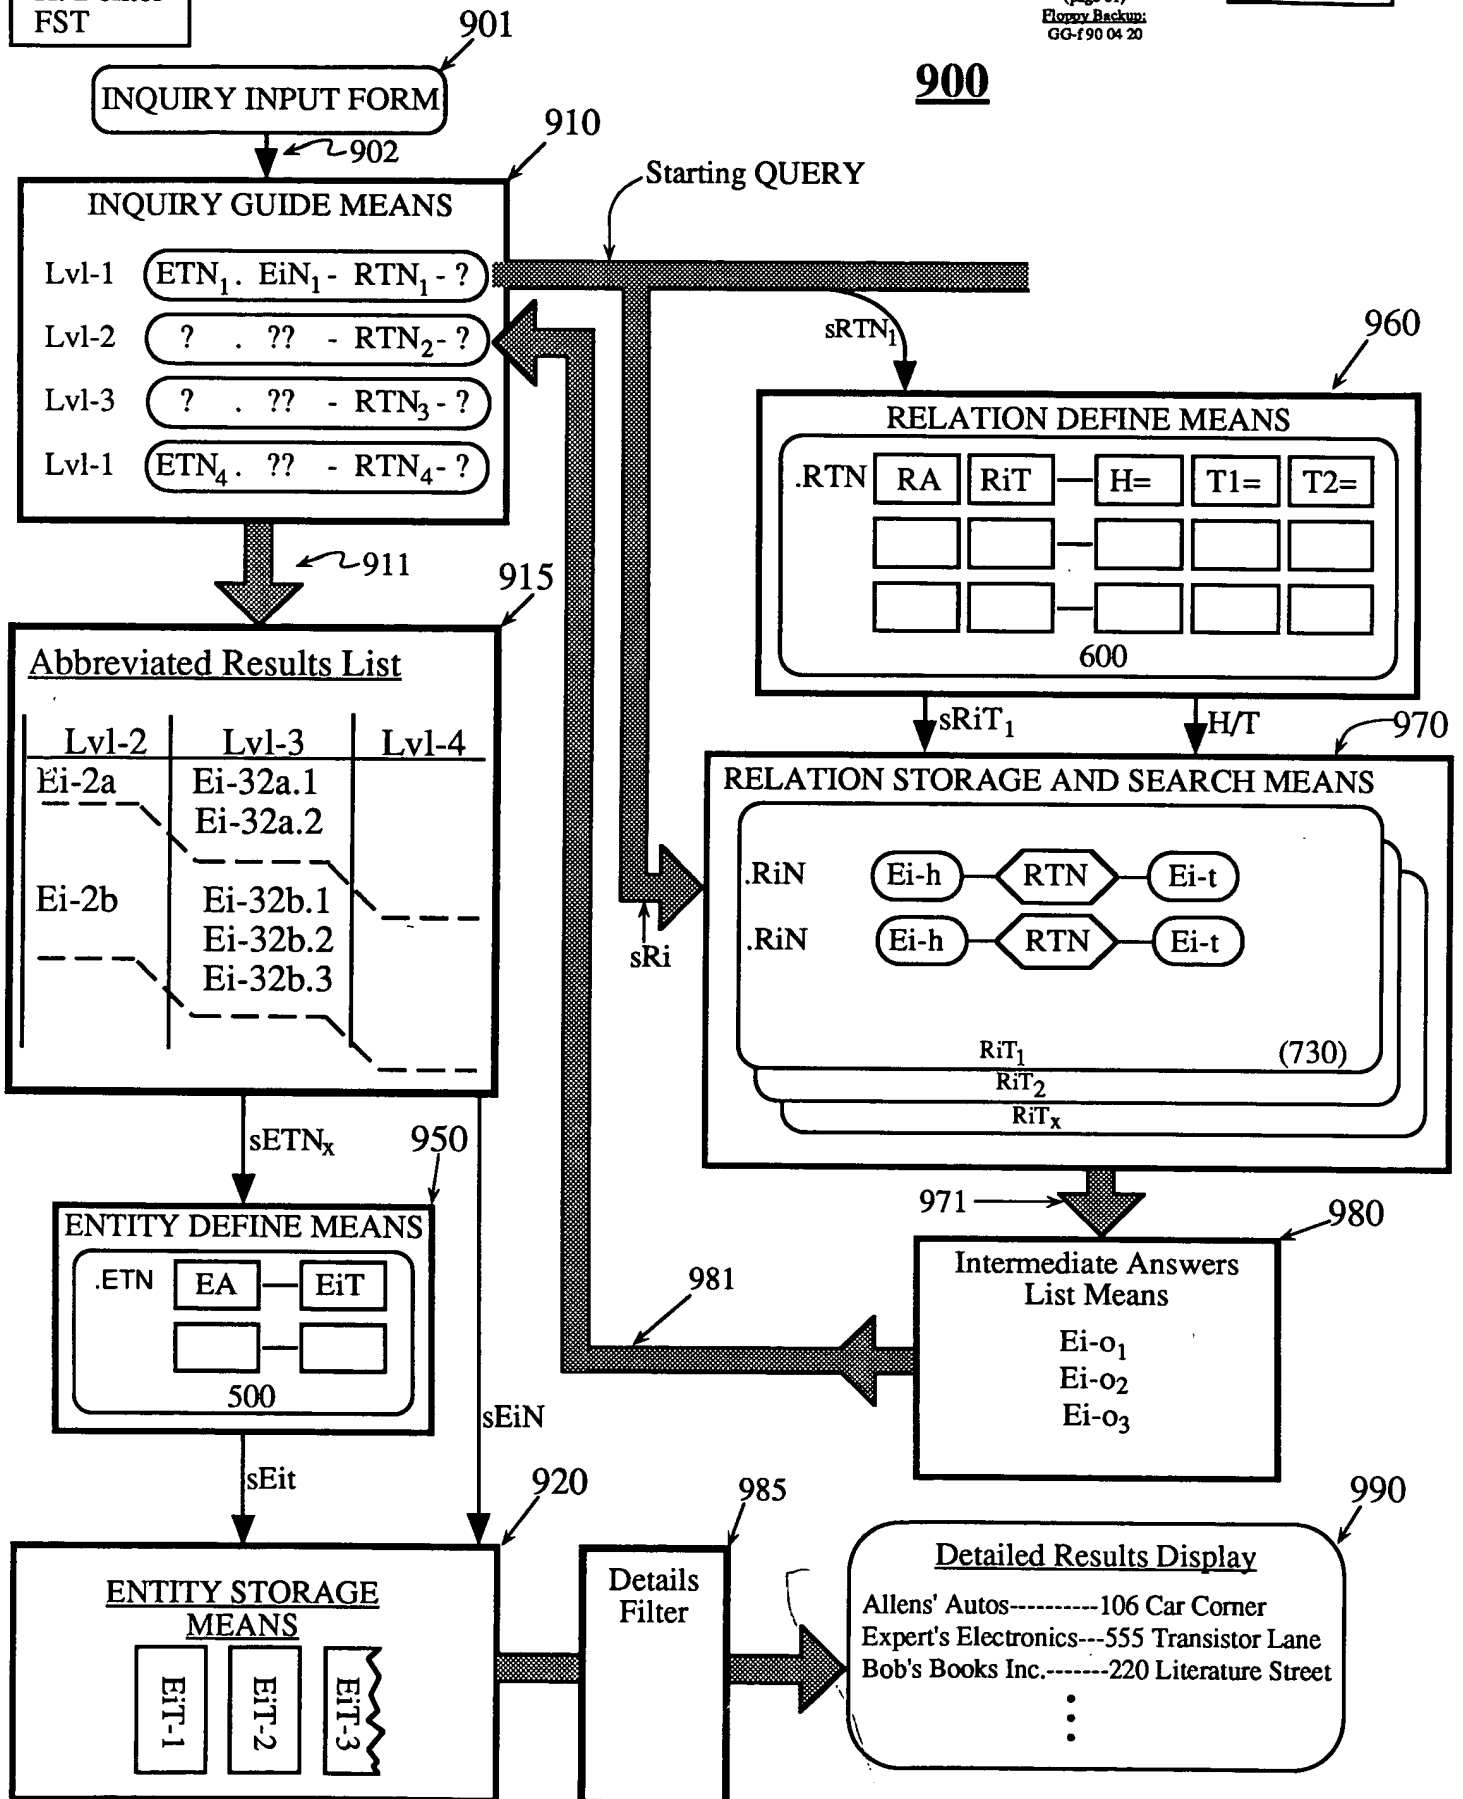 FST
Floppy Backup:
GG-f 90 04 20
901
900
INQUIRY INPUT FORM
902
910
Starting QUERY
INQUIRY GUIDE MEANS
Lvl-1 ETN1. EiN1 - RTN1 - ?
Lvl-2 ? . ?? - RTN2 - ?
Lvl-3 ? . ?? - RTN3 - ?
Lvl-1 ETN4. ?? - RTN4 - ?
sRTN1
960
RELATION DEFINE MEANS
.RTN RA RiT H= T1= T2=
600
911
915
Abbreviated Results List
Lvl-2 Lvl-3 Lvl-4
Ei-2a Ei-32a.1
Ei-32a.2
Ei-2b Ei-32b.1
Ei-32b.2
Ei-32b.3
sRiT1
H/T
970
RELATION STORAGE AND SEARCH MEANS
.RiN Ei-h RTN Ei-t
.RiN Ei-h RTN Ei-t
sRi
RiT1 (730)
RiT2
RiTx
sETNx
950
971
980
ENTITY DEFINE MEANS
.ETN EA EiT
500
981
Intermediate Answers
List Means
Ei-o1
Ei-o2
Ei-o3
sEiN
sEit
920
985
990
ENTITY STORAGE
MEANS
EiT-1
EiT-2
EiT-3
Details
Filter
Detailed Results Display
Allens' Autos----------106 Car Corner
Expert's Electronics---555 Transistor Lane
Bob's Books Inc.-------220 Literature Street